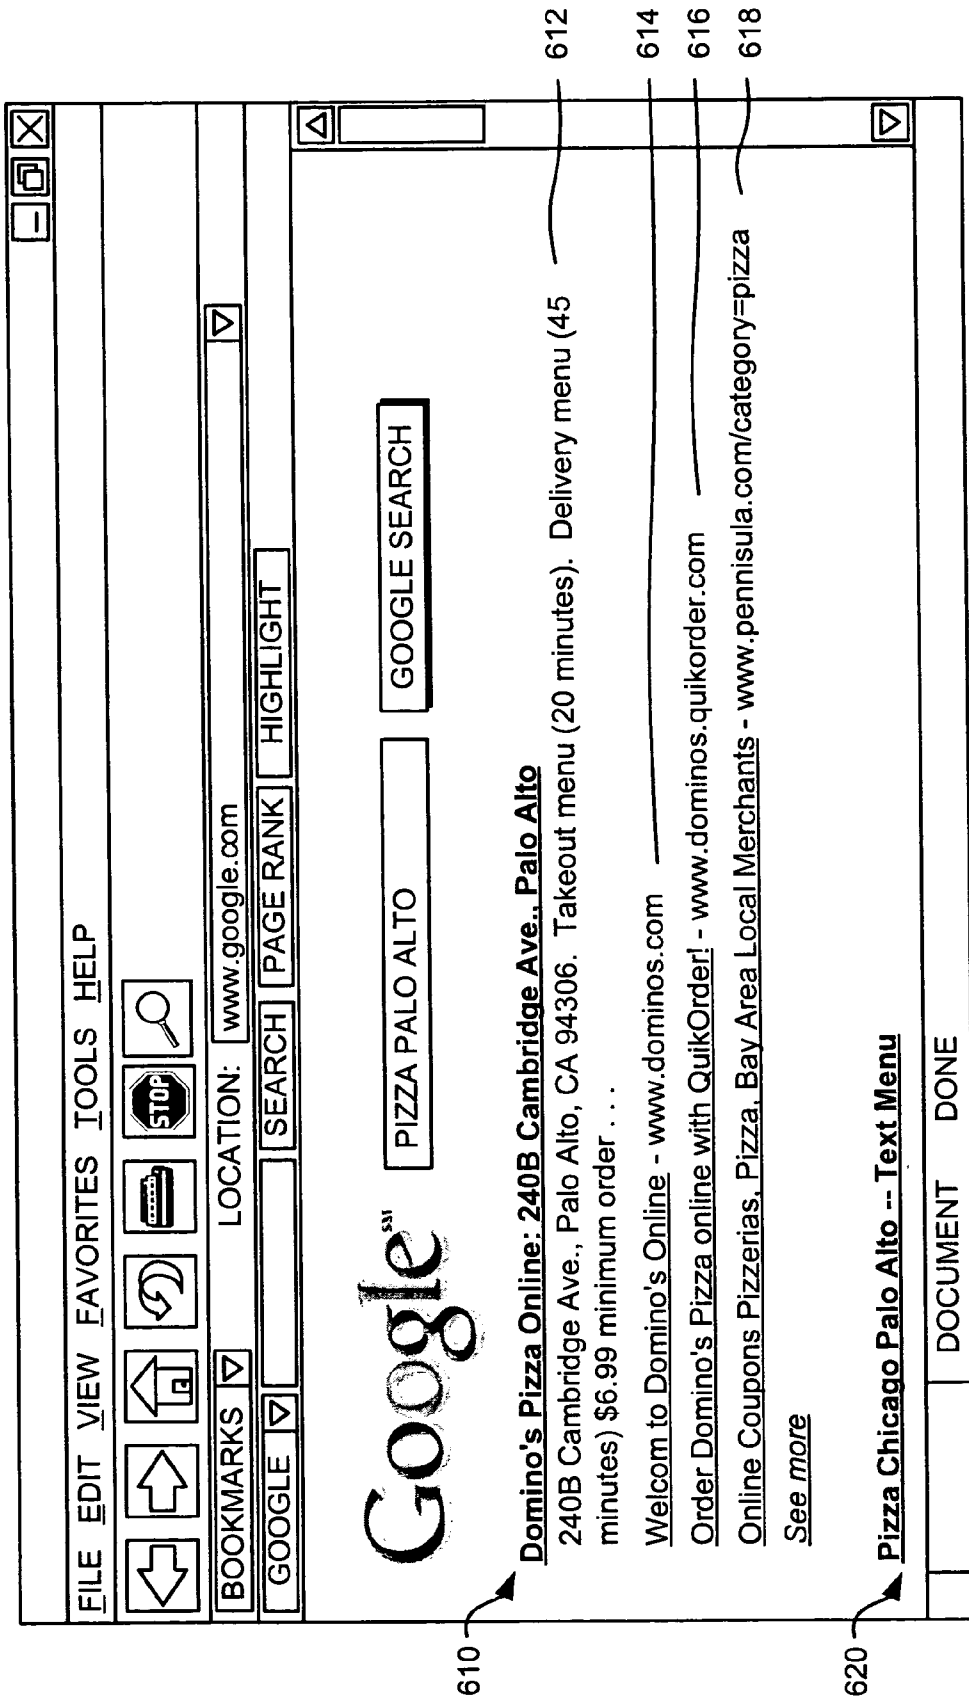 FILE EDIT VIEW FAVORITES TOOLS HELP
STOP
BOOKMARKS LOCATION: www.google.com
GOOGLE SEARCH PAGE RANK HIGHLIGHT
Google PIZZA PALO ALTO GOOGLE SEARCH
610
Domino's Pizza Online: 240B Cambridge Ave., Palo Alto
240B Cambridge Ave., Palo Alto, CA 94306. Takeout menu (20 minutes). Delivery menu (45
612
minutes) $6.99 minimum order . . .
Welcom to Domino's Online - www.dominos.com
614
Order Domino's Pizza online with QuikOrder! - www.dominos.quikorder.com
616
Online Coupons Pizzerias, Pizza, Bay Area Local Merchants - www.pennisula.com/category=pizza
618
See more
620
Pizza Chicago Palo Alto -- Text Menu
DOCUMENT DONE